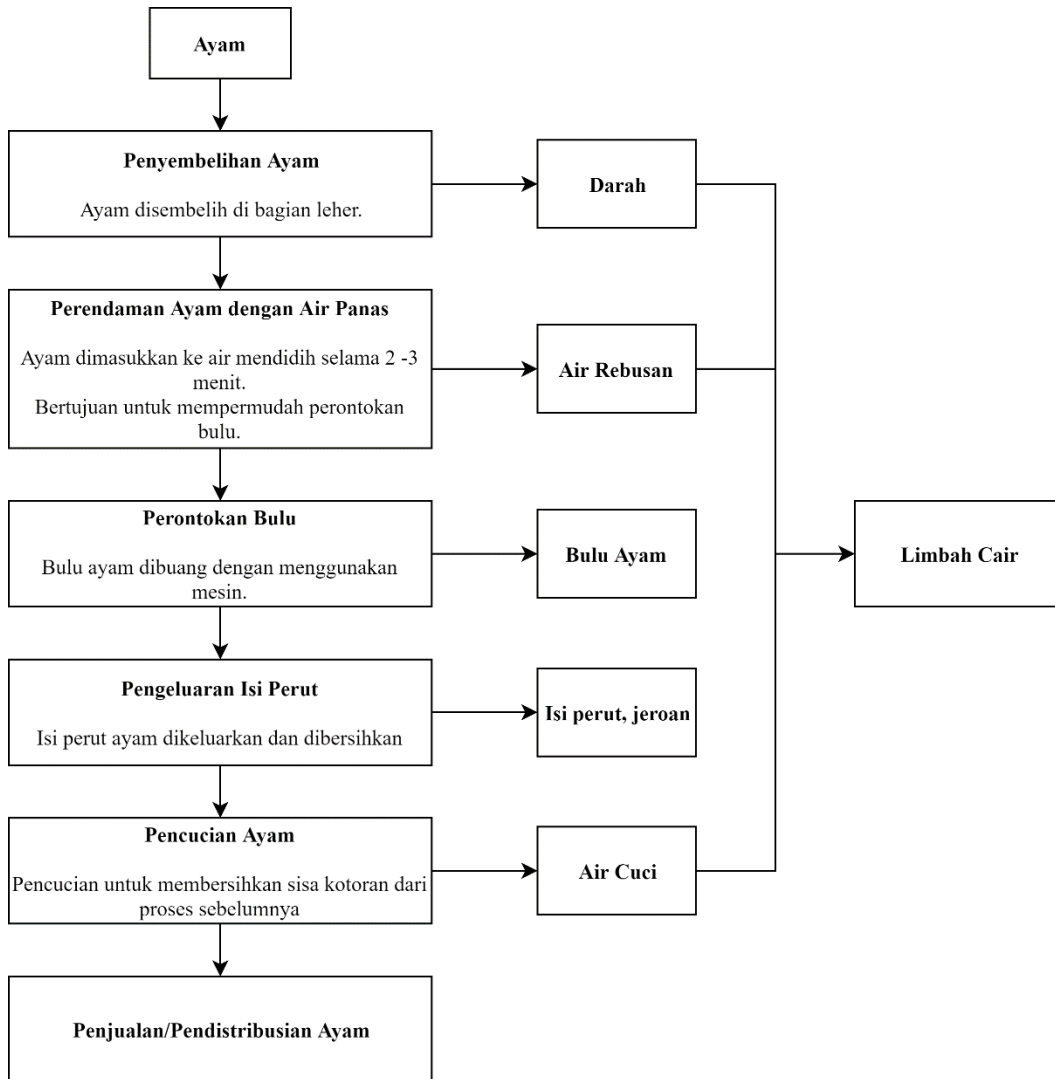 Ayam
Penyembelihan Ayam
Ayam disembelih di bagian leher.
Darah
Perendaman Ayam dengan Air Panas
Ayam dimasukkan ke air mendidih selama 2 -3
menit.
Bertujuan untuk mempermudah perontokan
bulu.
Air Rebusan
Perontokan Bulu
Bulu ayam dibuang dengan menggunakan
mesin.
Bulu Ayam
Limbah Cair
Pengeluaran Isi Perut
Isi perut ayam dikeluarkan dan dibersihkan
Isi perut, jeroan
Pencucian Ayam
Pencucian untuk membersihkan sisa kotoran dari
proses sebelumnya
Air Cuci
Penjualan/Pendistribusian Ayam